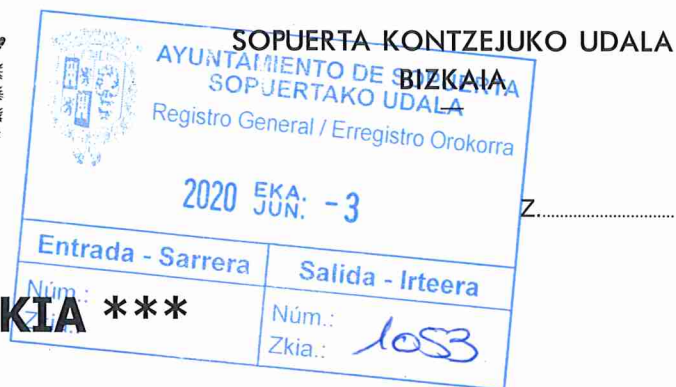 SOPUERTA KONTZEJUKO UDALA
BIZKAIA
AYUNTAMIENTO DE SOPUERTA
SOPUERTAKO UDALA
Registro General / Erregistro Orokorra
2020 EKA. JUN. - 3
Z.
Entrada - Sarrera
Salida - Irteera
Núm.:
Zkia.:
KIA ***
Núm.:
Zkia.: 1053